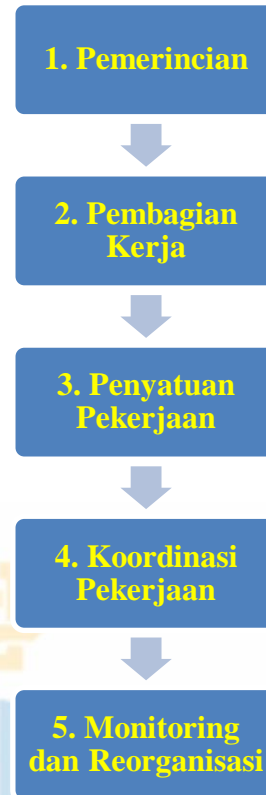 1. Pemerincian
2. Pembagian
Kerja
3. Penyatuan
Pekerjaan
4. Koordinasi
Pekerjaan
5. Monitoring
dan Reorganisasi